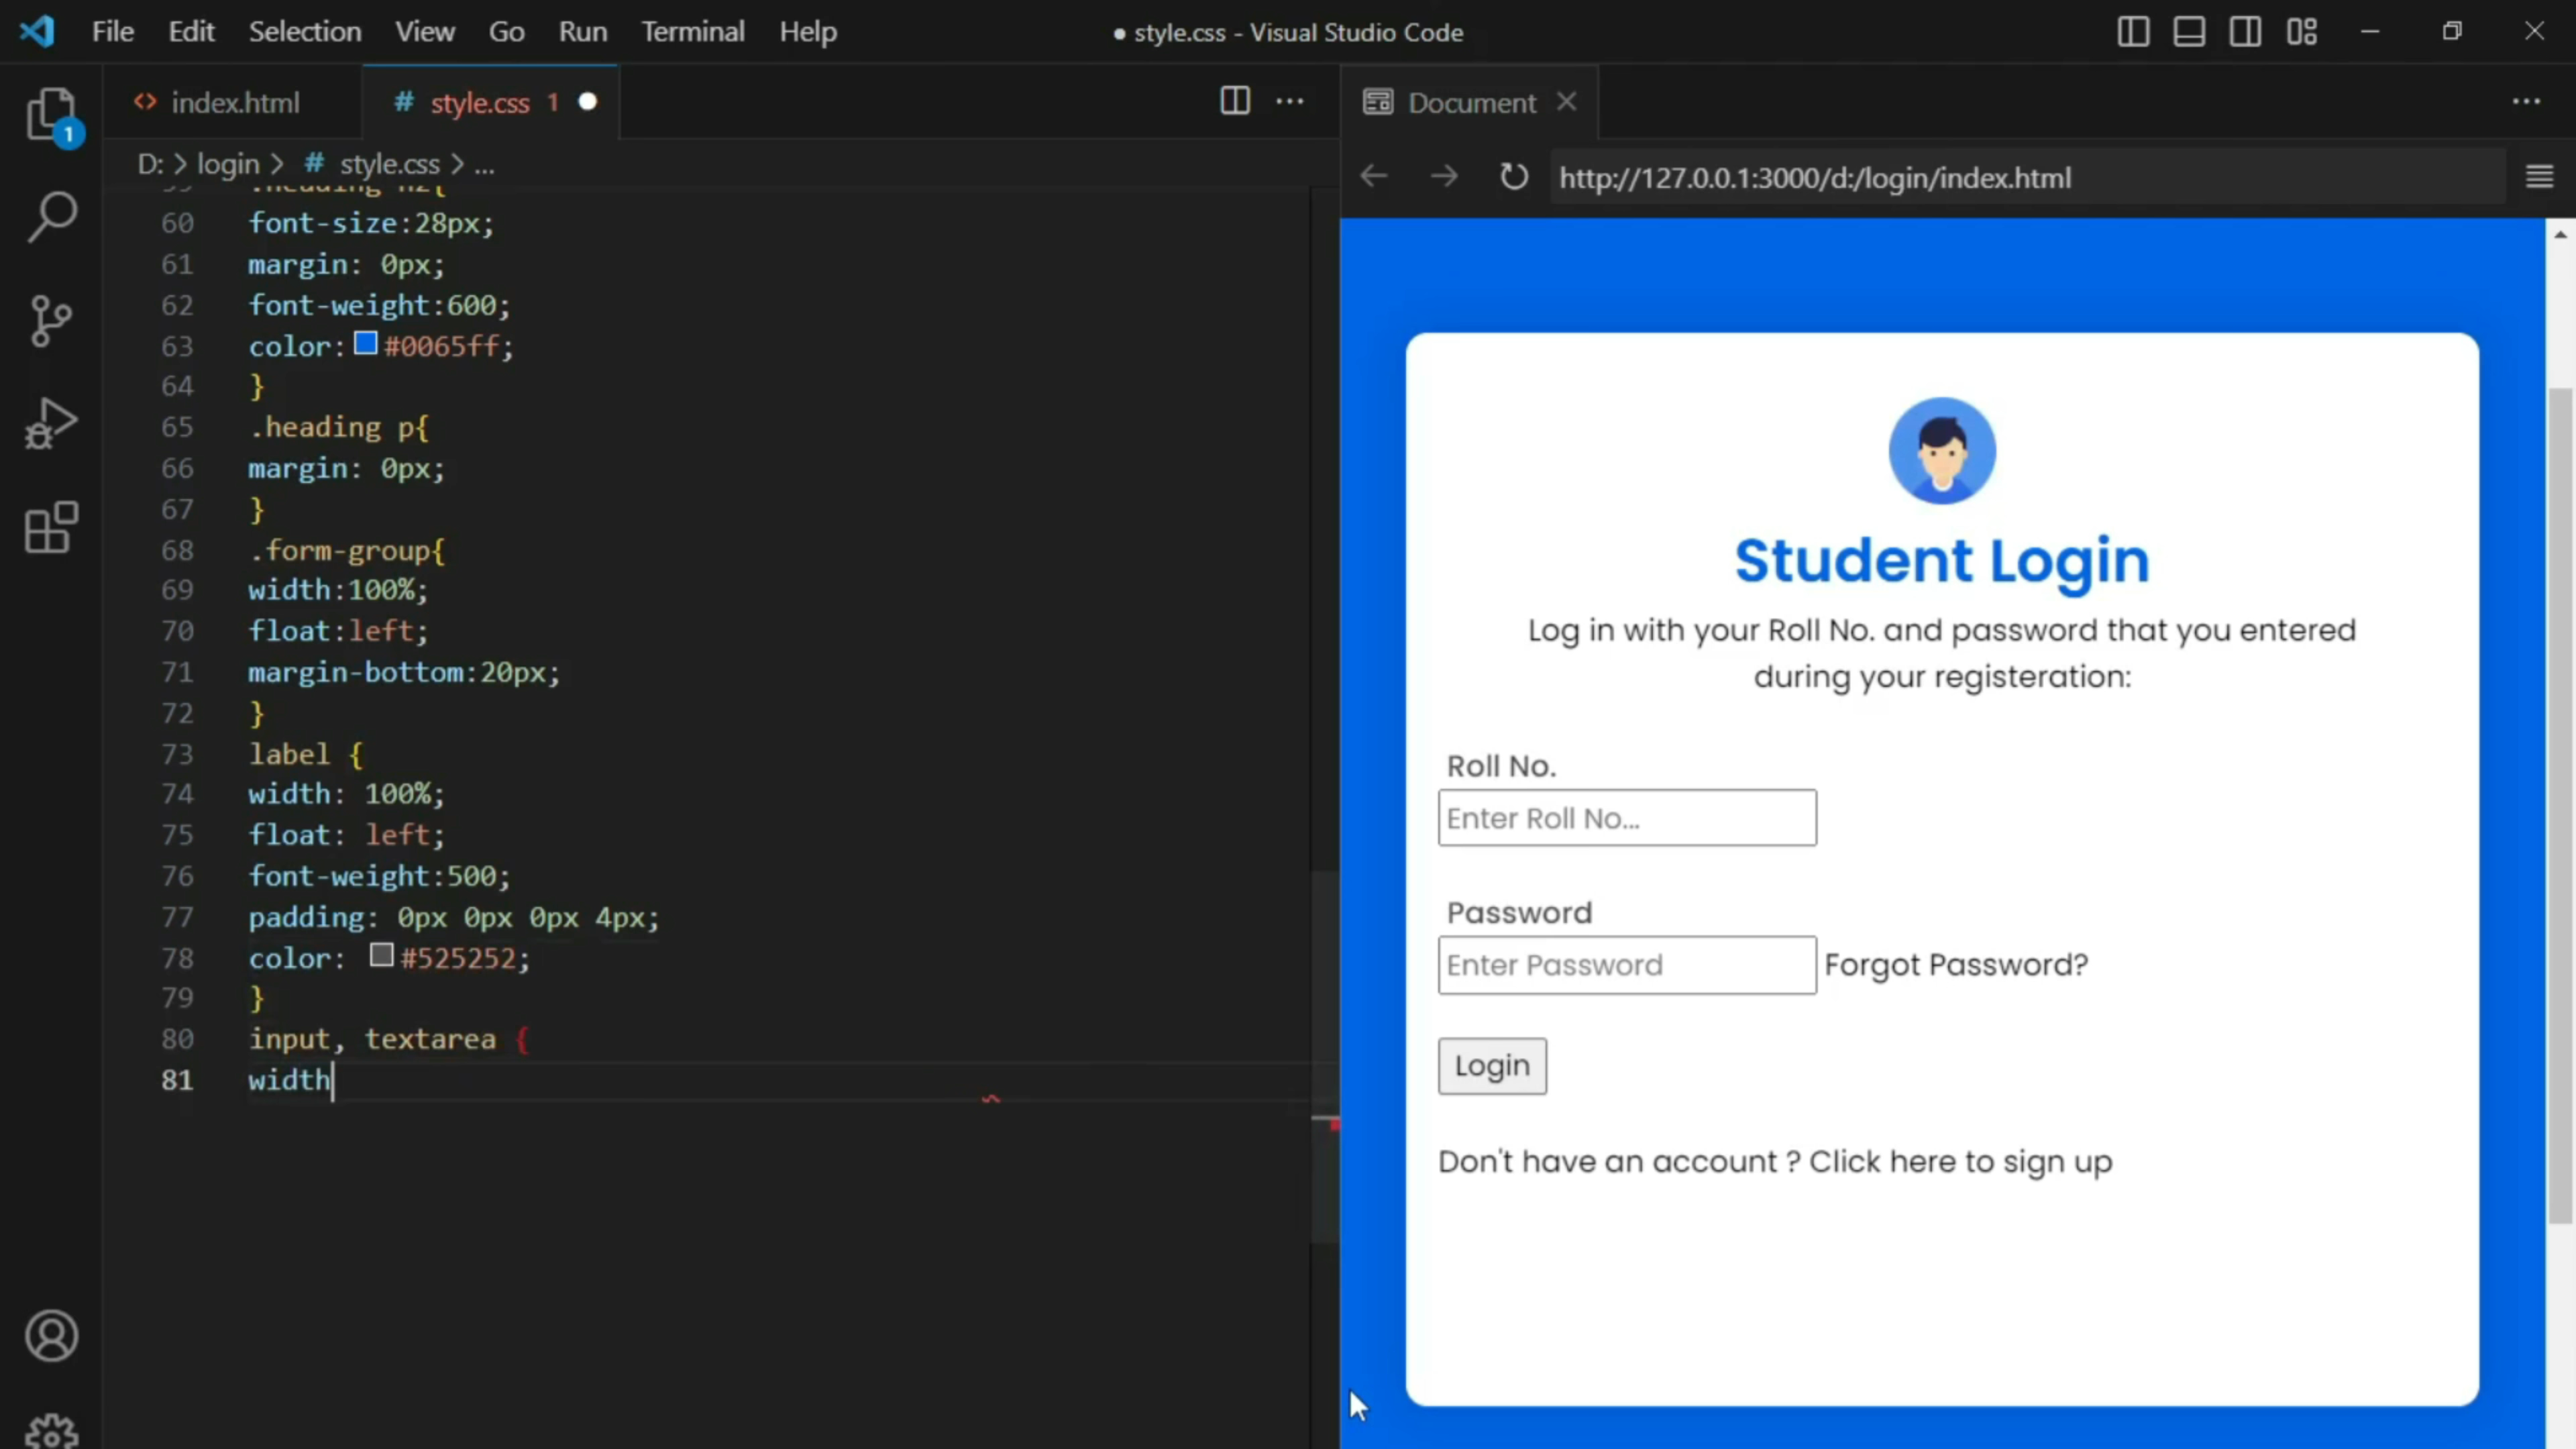 File Edit Selection View Go Run Terminal Help
● style.css - Visual Studio Code
1
<> index.html
# style.css 1
D: > login > # style.css > ...
59 .heading h2{
60 font-size:28px;
61 margin: 0px;
62 font-weight:600;
63 color: #0065ff;
64 }
65 .heading p{
66 margin: 0px;
67 }
68 .form-group{
69 width:100%;
70 float:left;
71 margin-bottom:20px;
72 }
73 label {
74 width: 100%;
75 float: left;
76 font-weight:500;
77 padding: 0px 0px 0px 4px;
78 color: #525252;
79 }
80 input, textarea {
81 width
Document
http://127.0.0.1:3000/d:/login/index.html
Student Login
Log in with your Roll No. and password that you entered
during your registeration:
Roll No.
Enter Roll No...
Password
Enter Password Forgot Password?
Login
Don't have an account ? Click here to sign up